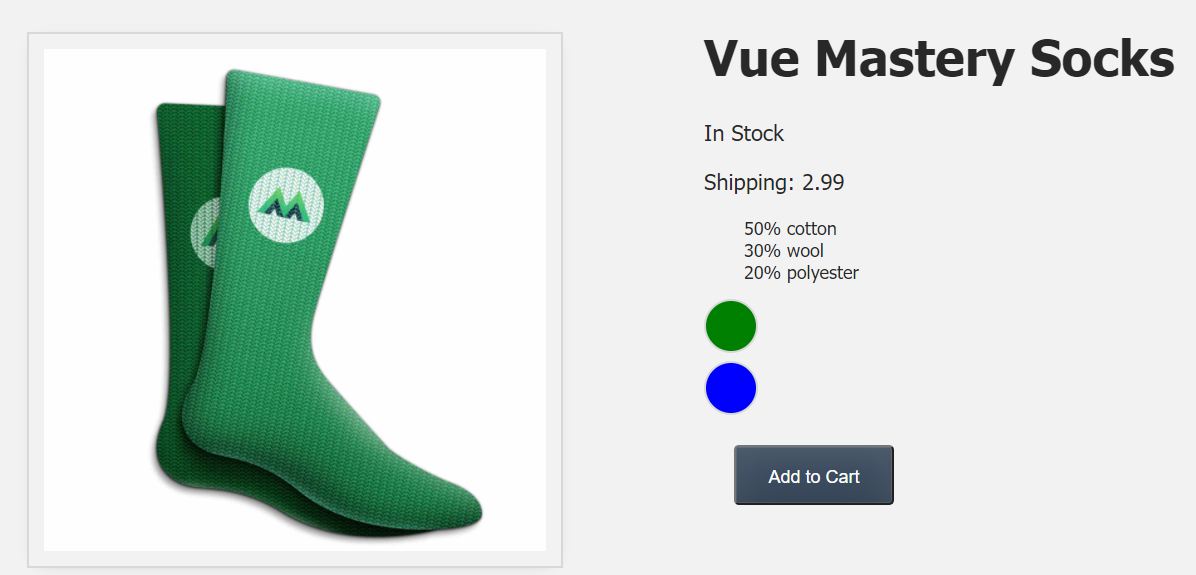 Vue Mastery Socks
In Stock
Shipping: 2.99
50% cotton
30% wool
20% polyester
Add to Cart